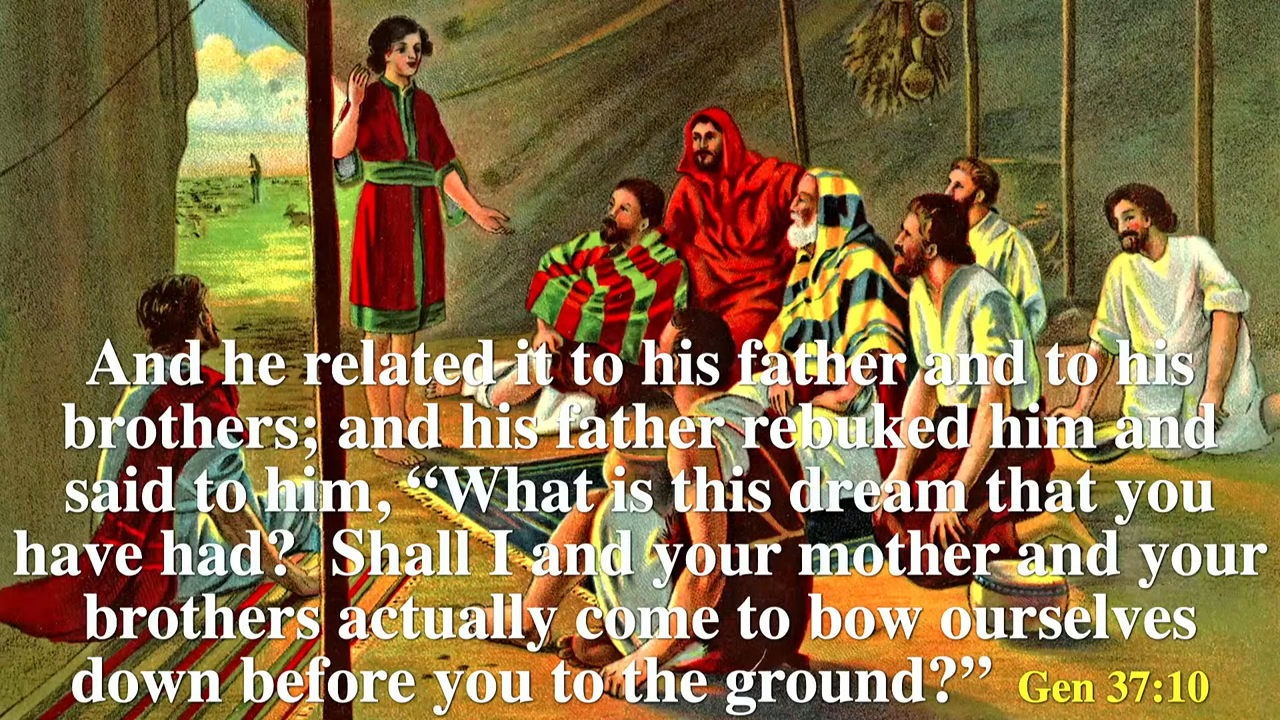 And he related it to his father and to his
brothers; and his father rebuked him and
said to him, “What is this dream that you
have had?  Shall I and your mother and your
brothers actually come to bow ourselves
down before you to the ground?” Gen 37:10